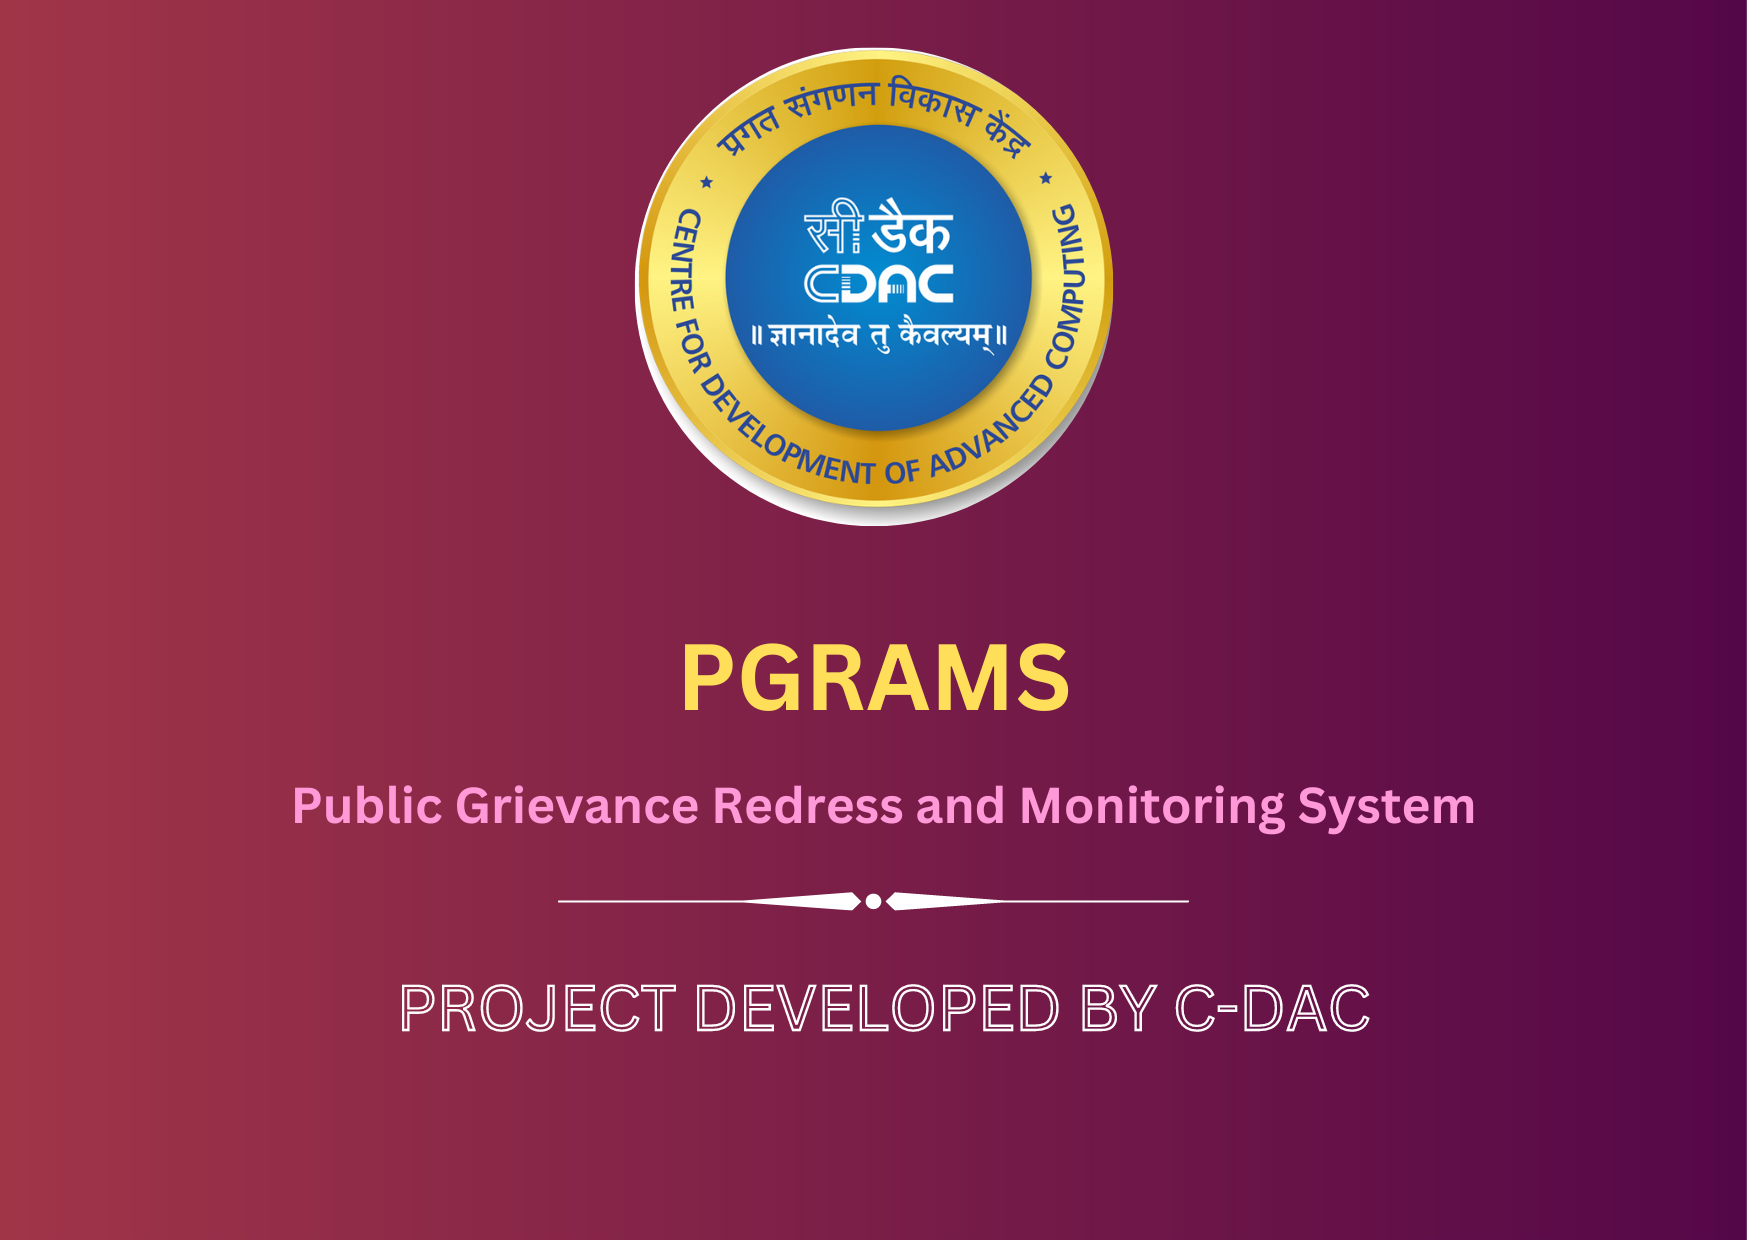 प्रगत संगणन विकास केंद्र
सी डैक
CDAC
॥ ज्ञानादेव तु कैवल्यम् ॥
CENTRE FOR DEVELOPMENT OF ADVANCED COMPUTING
PGRAMS
Public Grievance Redress and Monitoring System
PROJECT DEVELOPED BY C-DAC